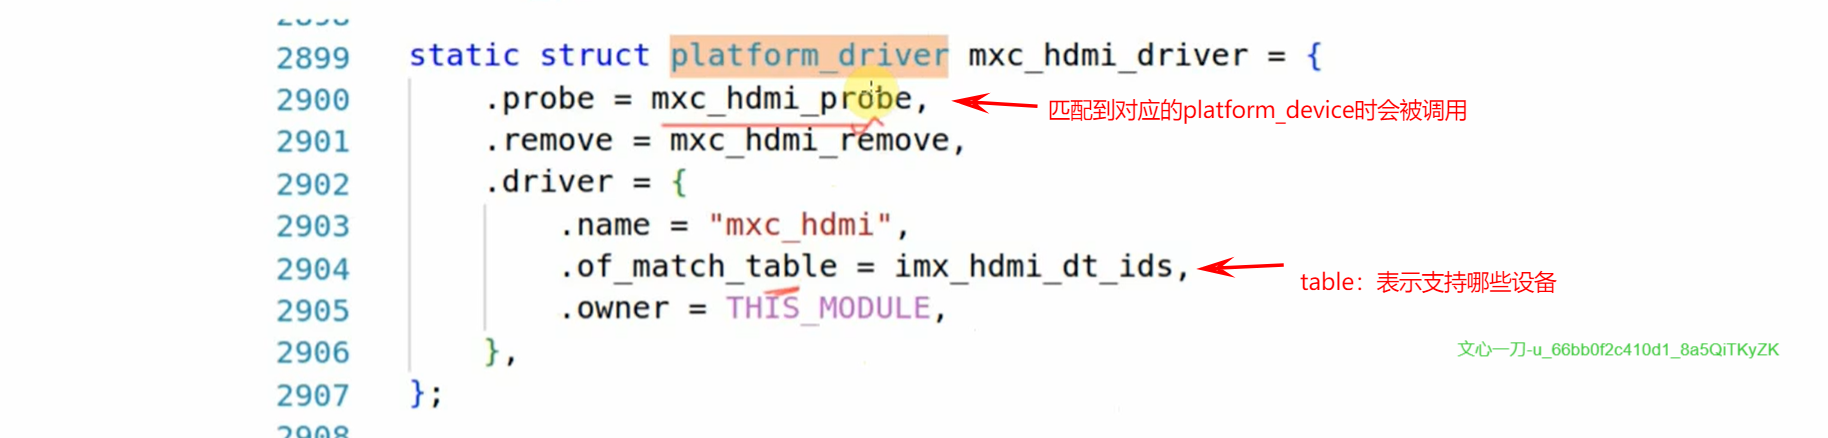 2899 static struct platform_driver mxc_hdmi_driver = {
2900 .probe = mxc_hdmi_probe, 匹配到对应的platform_device时会被调用
2901 .remove = mxc_hdmi_remove,
2902 .driver = {
2903 .name = "mxc_hdmi",
2904 .of_match_table = imx_hdmi_dt_ids, table：表示支持哪些设备
2905 .owner = THIS_MODULE,
2906 },
文心一刀-u_66bb0f2c410d1_8a5QiTKyZK
2907 };
2908